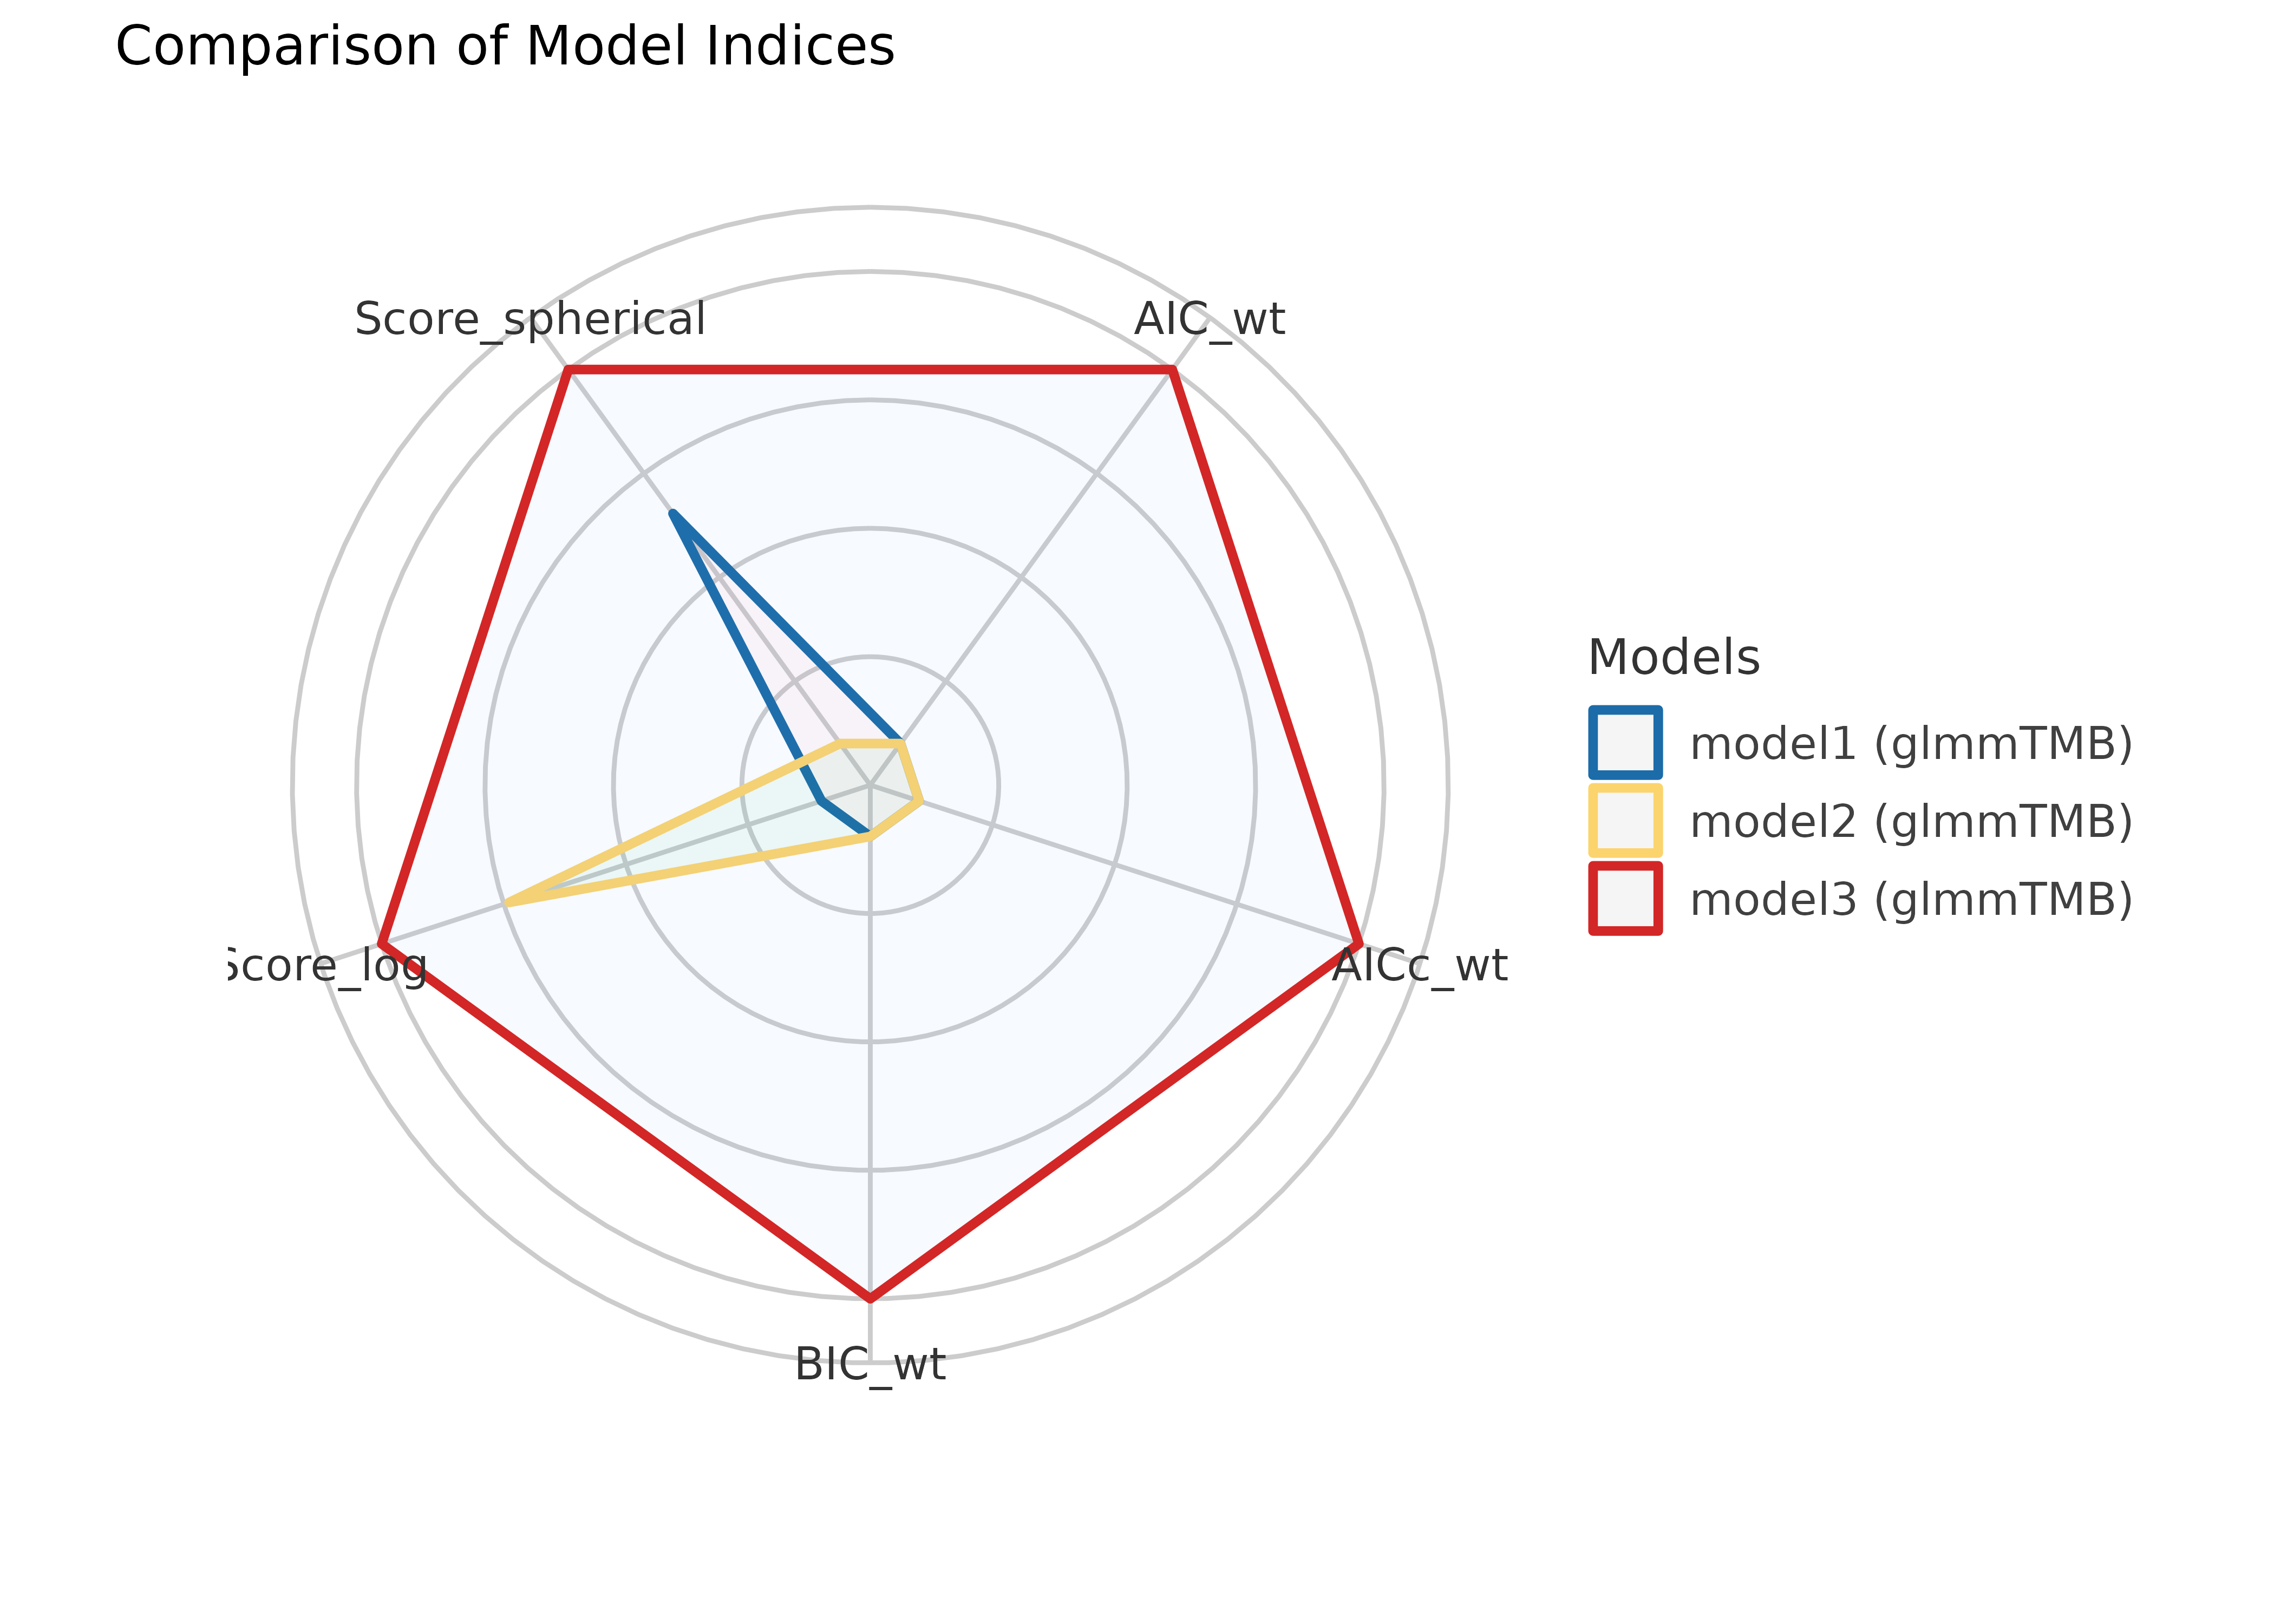 Comparison of Model Indices
Score_spherical
AIC_wt
Models
model1 (glmmTMB)
model2 (glmmTMB)
model3 (glmmTMB)
Score_log
AICc_wt
BIC_wt